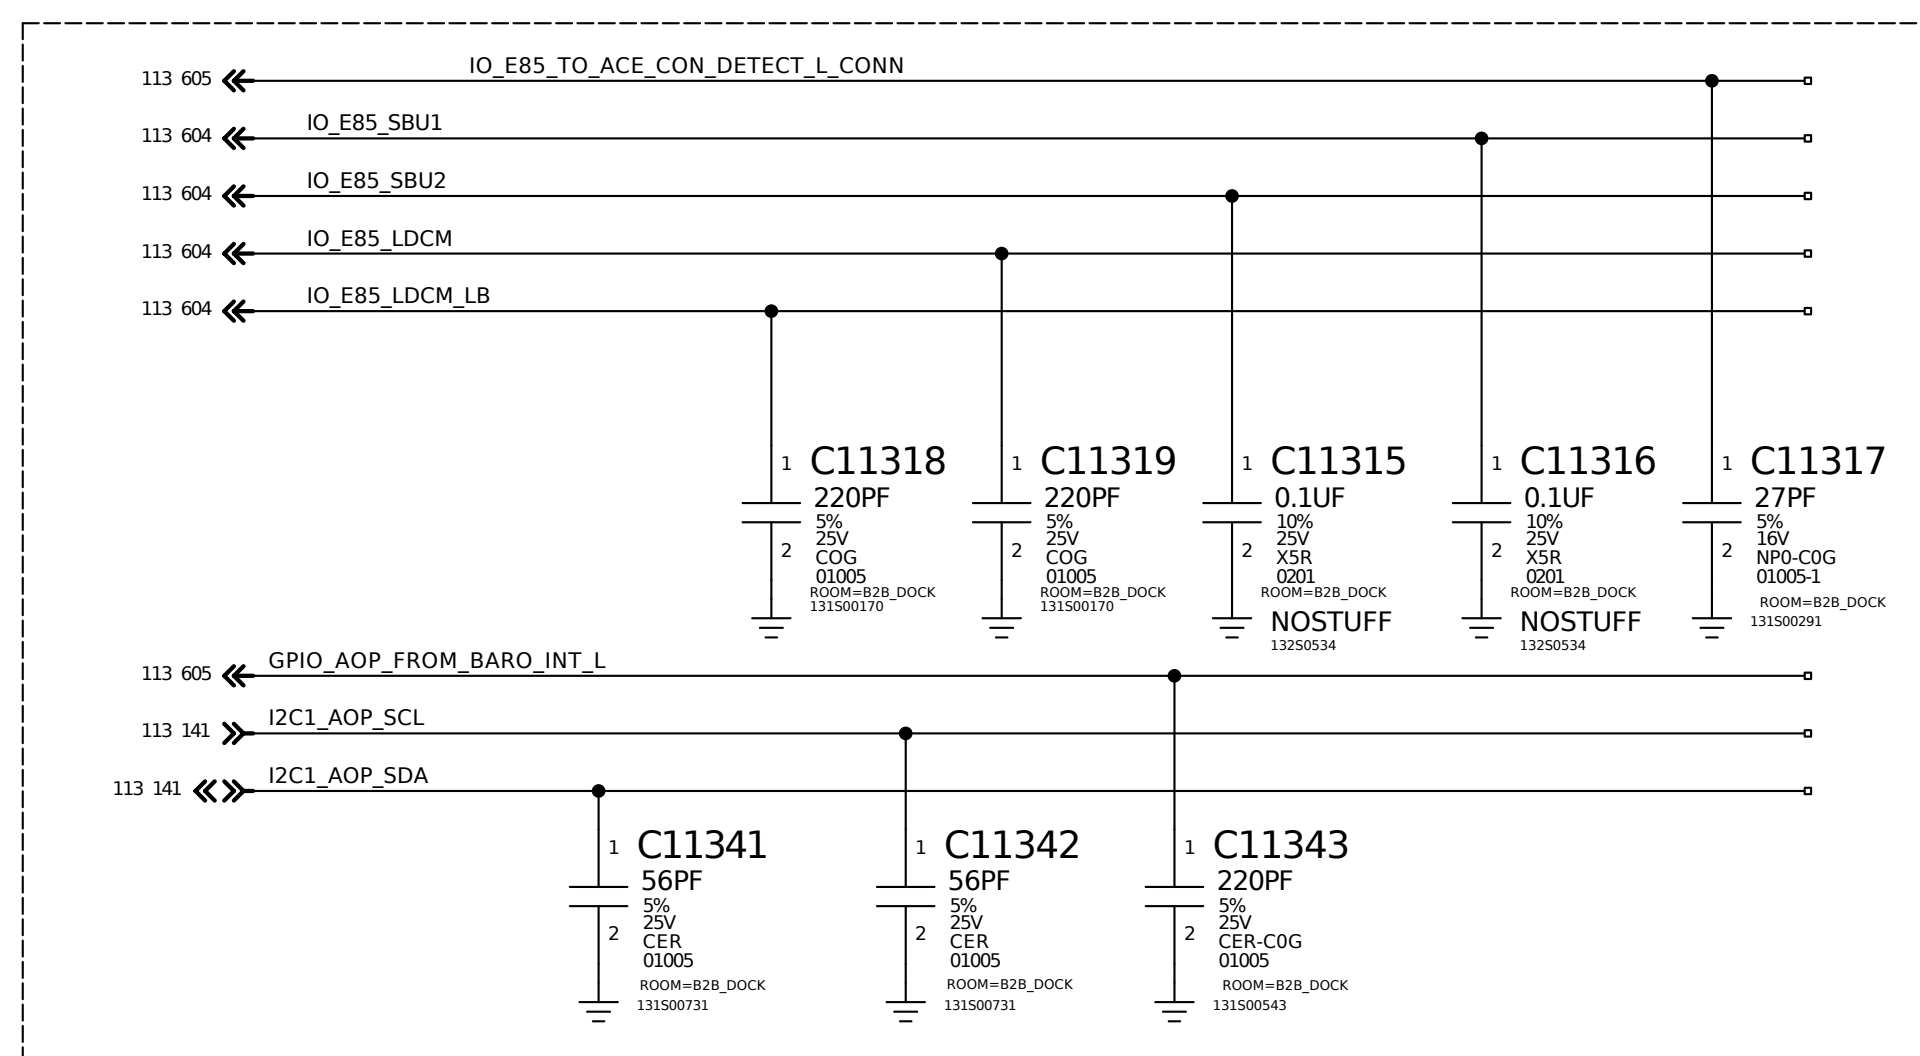 113 605 IO_E85_TO_ACE_CON_DETECT_L_CONN
113 604 IO_E85_SBU1
113 604 IO_E85_SBU2
113 604 IO_E85_LDCM
113 604 IO_E85_LDCM_LB
1 C11318
220PF
5%
25V
2
COG
01005
ROOM=B2B_DOCK
131S00170
1 C11319
220PF
5%
25V
2
COG
01005
ROOM=B2B_DOCK
131S00170
1 C11315
0.1UF
10%
25V
2
X5R
0201
ROOM=B2B_DOCK
NOSTUFF
132S0534
1 C11316
0.1UF
10%
25V
2
X5R
0201
ROOM=B2B_DOCK
NOSTUFF
132S0534
1 C11317
27PF
5%
16V
2
NP0-C0G
01005-1
ROOM=B2B_DOCK
131S00291
113 605 GPIO_AOP_FROM_BARO_INT_L
113 141 I2C1_AOP_SCL
113 141 I2C1_AOP_SDA
1 C11341
56PF
5%
25V
2
CER
01005
ROOM=B2B_DOCK
131S00731
1 C11342
56PF
5%
25V
2
CER
01005
ROOM=B2B_DOCK
131S00731
1 C11343
220PF
5%
25V
2
CER-C0G
01005
ROOM=B2B_DOCK
131S00543